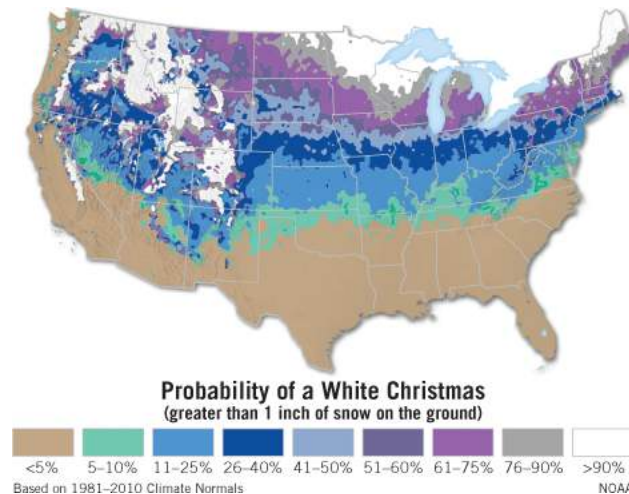 Probability of a White Christmas
(greater than 1 inch of snow on the ground)
<5% 5–10% 11–25% 26–40% 41–50% 51–60% 61–75% 76–90% >90%
Based on 1981–2010 Climate Normals NOAA